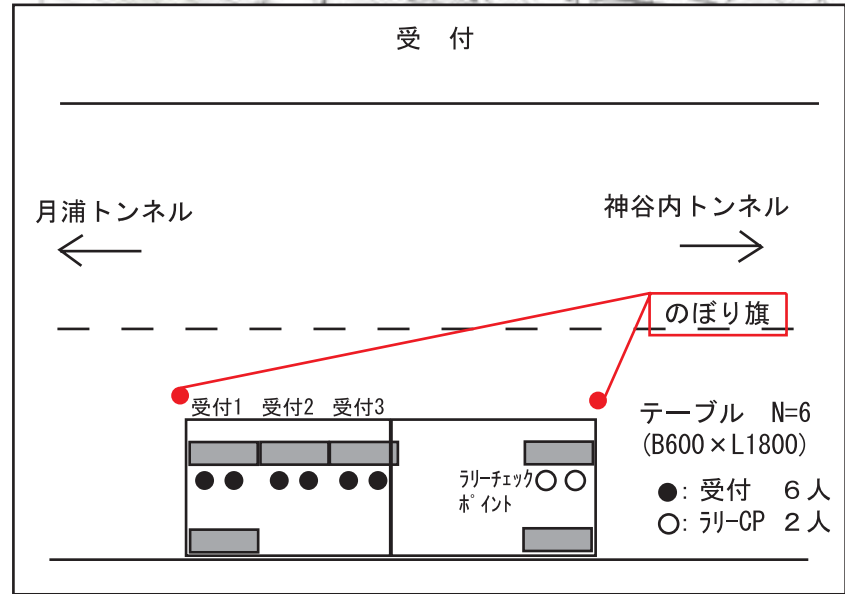 受　付
月浦トンネル
神谷内トンネル
のぼり旗
受付1　受付2　受付3
テーブル　N=6
(B600×L1800)
ﾗﾘｰﾁｪｯｸ
ﾎﾟｲﾝﾄ
●: 受付　６人
○: ﾗﾘｰCP　２人